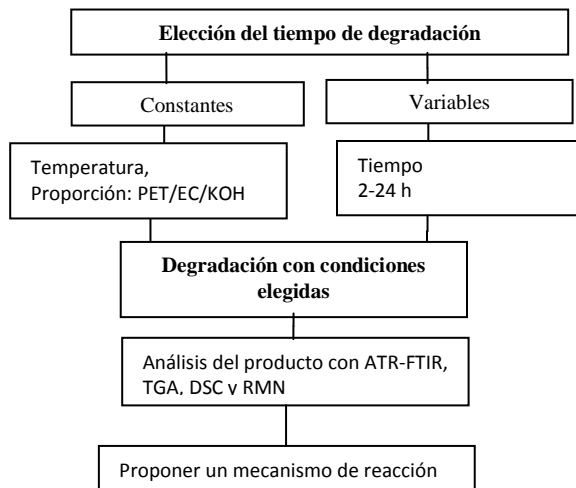 Elección del tiempo de degradación
Constantes
Variables
Temperatura,
Proporción: PET/EC/KOH
Tiempo
2-24 h
Degradación con condiciones
elegidas
Análisis del producto con ATR-FTIR,
TGA, DSC y RMN
Proponer un mecanismo de reacción